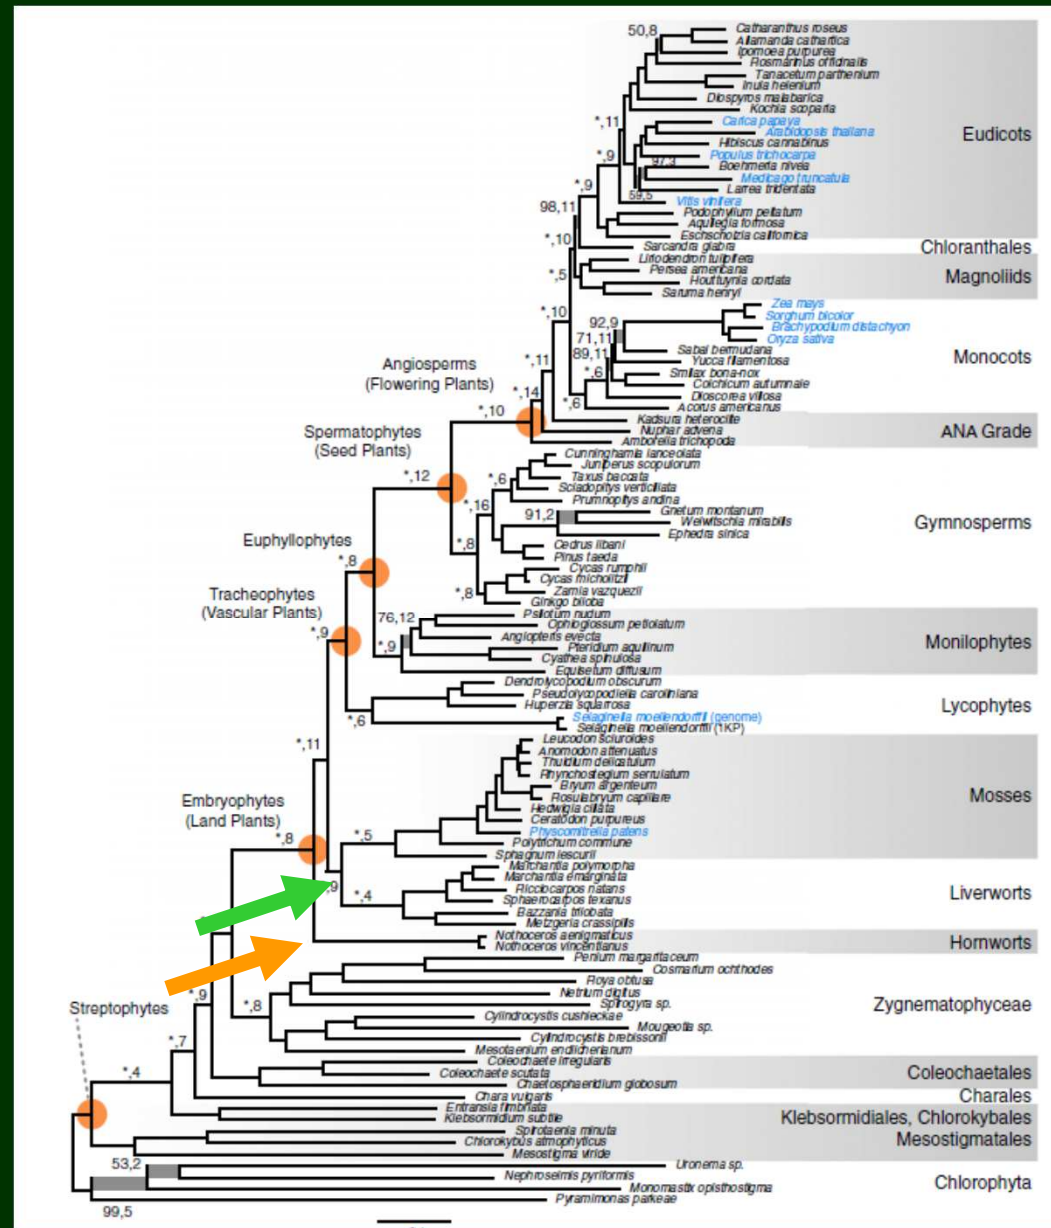 50,8
Catharanthus roseus
Allamanda cathartica
Ipomoea purpurea
Rosmarinus officinalis
Tanacetum parthenium
Inula helenium
Diospyros malabarica
Kochia scoparia
*,11
Carica papaya
Arabidopsis thaliana
Hibiscus cannabinus
Eudicots
*,9
Populus trichocarpa
97,3
Boehmeria nivea
Medicago truncatula
Larrea tridentata
*,9
59,5
Vitis vinifera
98,11
Podophyllum peltatum
Aquilegia formosa
Eschscholzia californica
*,10
Sarcandra glabra
Chloranthales
Liriodendron tulipifera
*,5
Persea americana
Houttuynia cordata
Saruma henryi
Magnoliids
Zea mays
*,10
Sorghum bicolor
92,9
Brachypodium distachyon
71,11
Oryza sativa
89,11
Sabal bermudana
Yucca filamentosa
Monocots
*,11
Angiosperms
(Flowering Plants)
*,6
Smilax bona-nox
Colchicum autumnale
*,14
Dioscorea villosa
*,6
Acorus americanus
*,10
Kadsura heteroclite
Nuphar advena
Amborella trichopoda
ANA Grade
Spermatophytes
(Seed Plants)
Cunninghamia lanceolata
Juniperus scopulorum
*,12
*,6
Taxus baccata
Sciadopitys verticillata
*,16
Prumnopitys andina
91,2
Gnetum montanum
Welwitschia mirabilis
Ephedra sinica
Gymnosperms
*,8
Cedrus libani
Pinus taeda
Euphyllophytes
*,8
Cycas rumphii
Cycas micholitzii
*,8
Zamia vazquezii
Ginkgo biloba
Tracheophytes
(Vascular Plants)
76,12
Psilotum nudum
Ophioglossum petiolatum
*,9
Angiopteris evecta
*,9
Pteridium aquilinum
Cyathea spinulosa
Equisetum diffusum
Monilophytes
Dendrolycopodium obscurum
Pseudolycopodiella caroliniana
Huperzia squarrosa
Lycophytes
*,6
Selaginella moellendorffii (genome)
Selaginella moellendorffii (1KP)
*,11
Leucodon sciuroides
Anomodon attenuatus
Thuidium delicatulum
Rhynchostegium serrulatum
Bryum argenteum
Rosulabryum capillare
Mosses
Embryophytes
(Land Plants)
Hedwigia ciliata
Ceratodon purpureus
*,8
*,5
Physcomitrella patens
Polytrichum commune
Sphagnum lescurii
Marchantia polymorpha
,9
Marchantia emarginata
*,4
Ricciocarpos natans
Sphaerocarpos texanus
Bazzania trilobata
Metzgeria crassipilis
Liverworts
Nothoceros aenigmaticus
Nothoceros vincentianus
Hornworts
Penium margaritaceum
Cosmarium ochthodes
Roya obtusa
Netrium digitus
*,9
*,8
Spirogyra sp.
Zygnematophyceae
Streptophytes
Cylindrocystis cushleckae
Mougeotia sp.
Cylindrocystis brebissonii
*,7
Mesotaenium endlicherianum
Coleochaete irregularis
*,4
Coleochaete scutata
Chaetosphaeridium globosum
Coleochaetales
Chara vulgaris
Charales
Entransia fimbriata
Klebsormidium subtile
Klebsormidiales, Chlorokybales
Spirotaenia minuta
Chlorokybus atmophyticus
Mesostigma viride
Mesostigmatales
53,2
Uronema sp.
Nephroselmis pyriformis
Monomastix opisthostigma
Pyramimonas parkeae
Chlorophyta
99,5